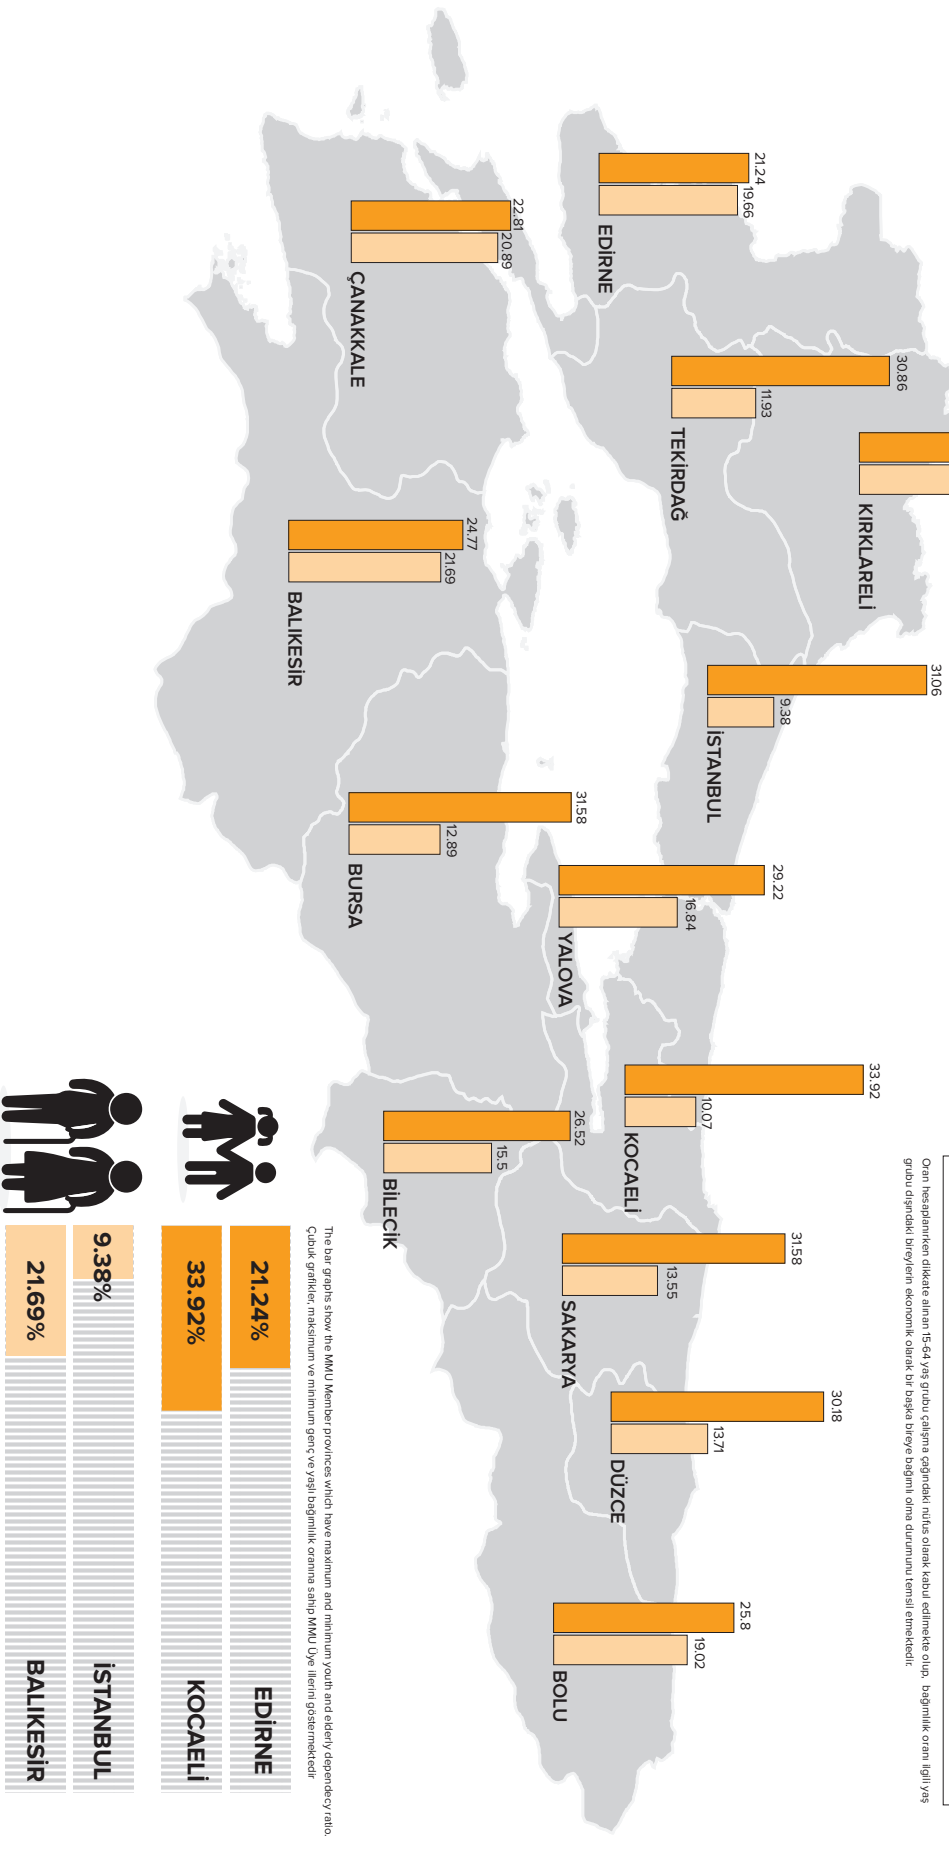 Oran hesaplanırken dikkate alınan 15-64 yaş grubu çalışma çağındaki nüfus olarak kabul edilmekte olup, bağımlılık oranı ilgili yaş
grubu dışındaki bireylerin ekonomik olarak bir başka bireye bağımlı olma durumunu temsil etmektedir.
KIRKLARELİ
31.06
9.38
İSTANBUL
30.86
11.93
TEKİRDAĞ
21.24
19.66
EDİRNE
33.92
10.07
KOCAELİ
30.18
13.71
DÜZCE
31.58
13.55
SAKARYA
29.22
16.84
YALOVA
25.8
19.02
BOLU
31.58
12.89
BURSA
26.52
15.5
BİLECİK
22.81
20.89
ÇANAKKALE
24.77
21.69
BALIKESİR
The bar graphs show the MMU Member provinces which have maximum and minimum youth and elderly dependecy ratio.
Çubuk grafikler, maksimum ve minimum genç ve yaşlı bağımlılık oranına sahip MMU Üye illerini göstermektedir
21.24% EDİRNE
33.92% KOCAELİ
9.38% İSTANBUL
21.69% BALIKESİR